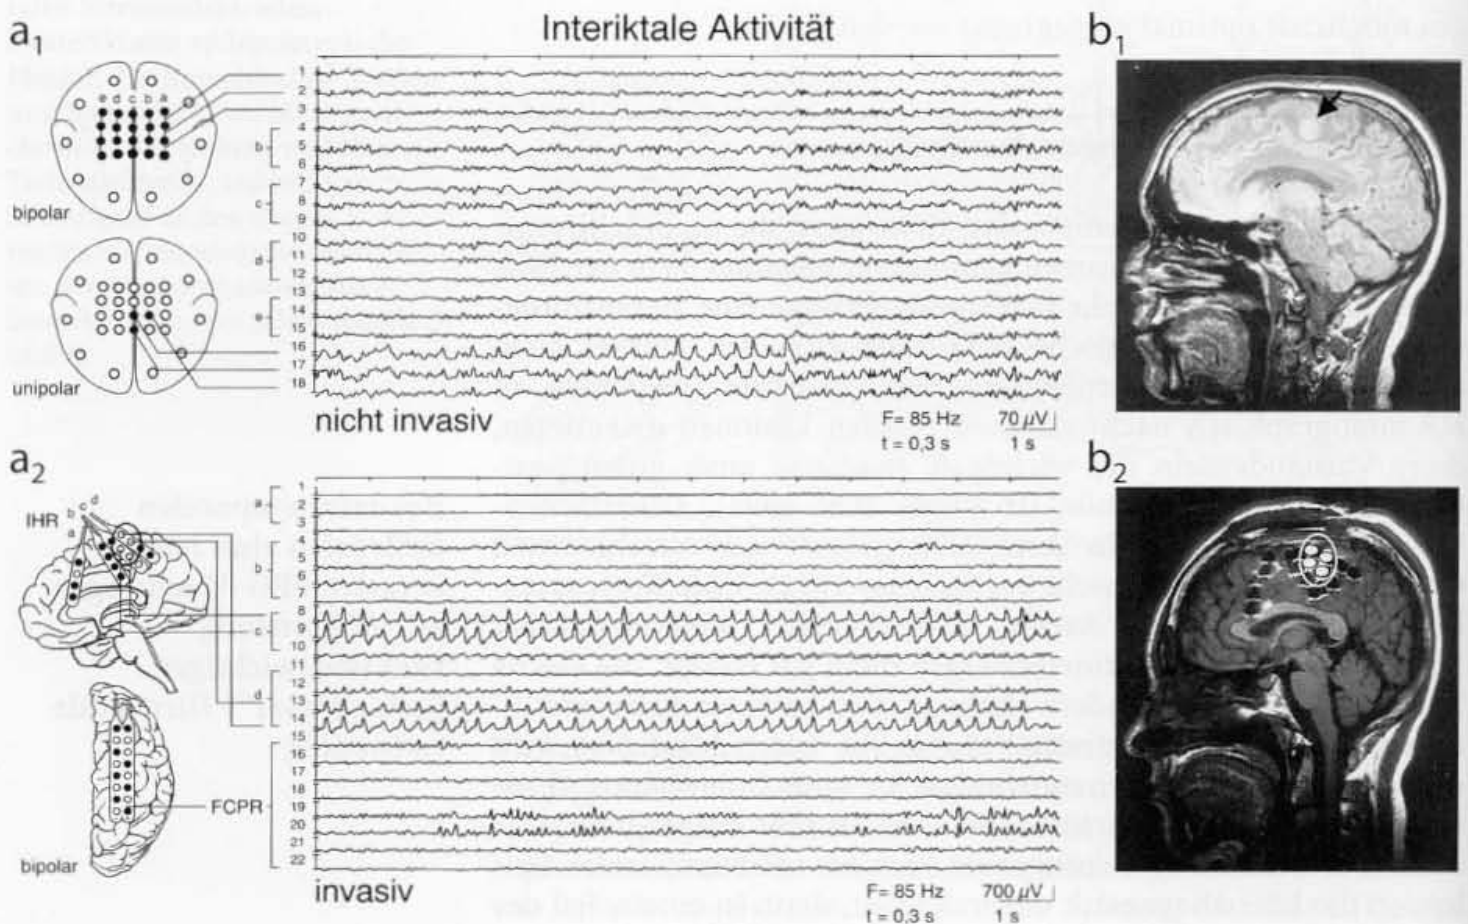 a1
Interiktale Aktivität
b1
e d c b a
bipolar
unipolar
b
c
d
e
1
2
3
4
5
6
8
9
10
11
12
13
14
15
16
17
18
nicht invasiv
F= 85 Hz 70 µV
t = 0,3 s 1 s
a2
b2
IHR
d
c
b
a
a
b
c
d
1
2
3
4
5
6
7
8
9
10
11
12
13
14
15
16
17
18
19
20
21
22
FCPR
bipolar
invasiv
F= 85 Hz 700 µV
t = 0,3 s 1 s